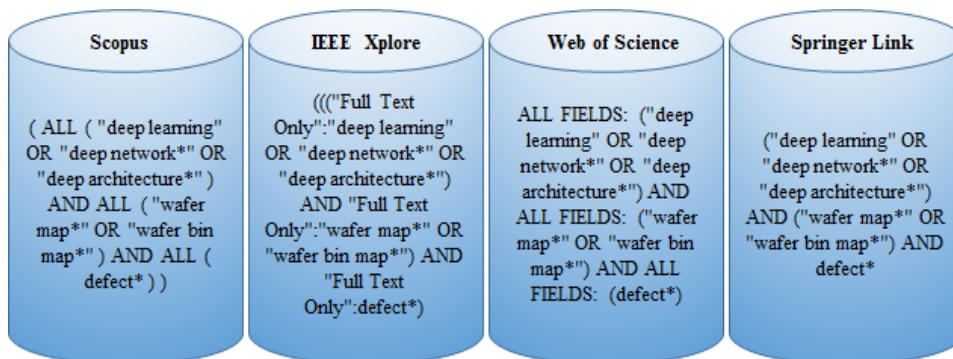 Scopus
( ALL ( "deep learning"
OR "deep network*" OR
"deep architecture*" )
AND ALL ( "wafer
map*" OR "wafer bin
map*" ) AND ALL (
defect* ) )
IEEE Xplore
((("Full Text
Only":"deep learning"
OR "deep network*" OR
"deep architecture*")
AND "Full Text
Only":"wafer map*" OR
"wafer bin map*") AND
"Full Text
Only":defect*)
Web of Science
ALL FIELDS: ("deep
learning" OR "deep
network*" OR "deep
architecture*") AND
ALL FIELDS: ("wafer
map*" OR "wafer bin
map*") AND ALL
FIELDS: (defect*)
Springer Link
("deep learning" OR
"deep network*" OR
"deep architecture*")
AND ("wafer map*" OR
"wafer bin map*") AND
defect*